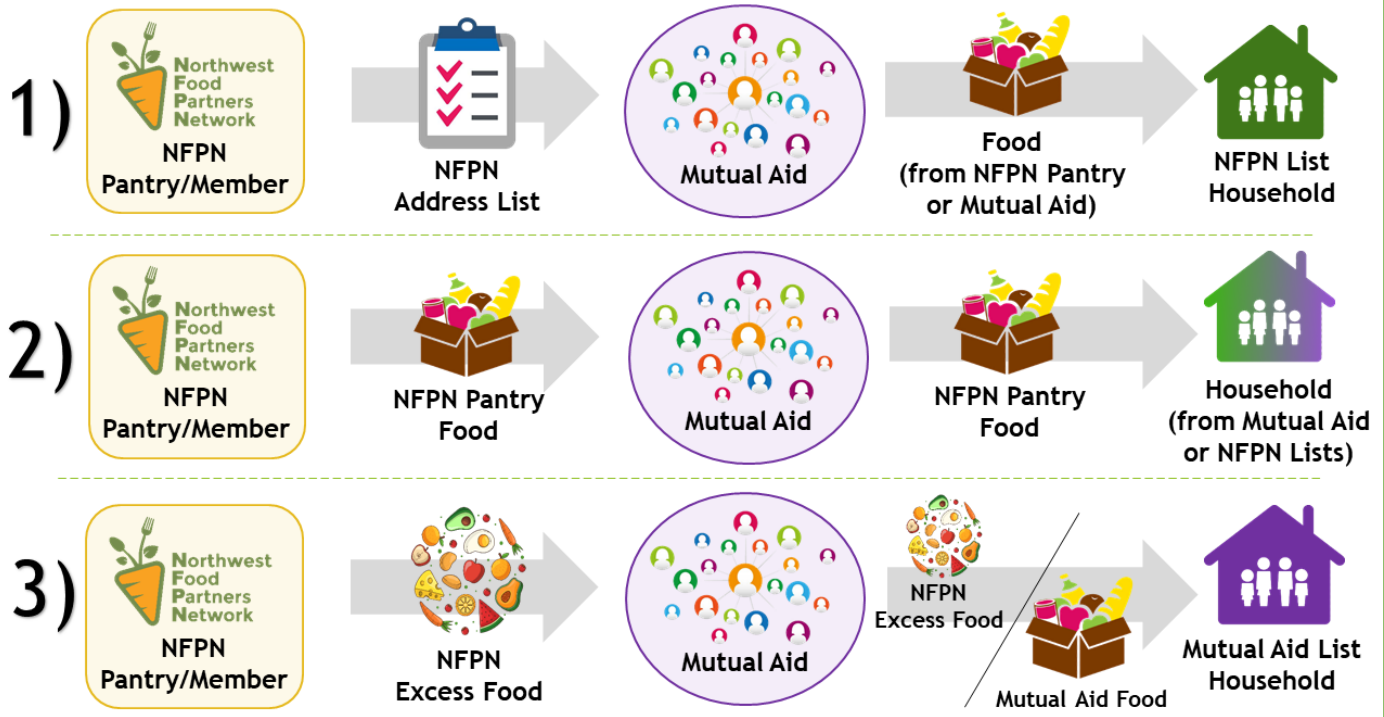 1)
Northwest
Food
Partners
Network
NFPN
Pantry/Member
NFPN
Address List
Mutual Aid
Food
(from NFPN Pantry
or Mutual Aid)
NFPN List
Household
2)
Northwest
Food
Partners
Network
NFPN
Pantry/Member
NFPN Pantry
Food
Mutual Aid
NFPN Pantry
Food
Household
(from Mutual Aid
or NFPN Lists)
3)
Northwest
Food
Partners
Network
NFPN
Pantry/Member
NFPN
Excess Food
Mutual Aid
NFPN
Excess Food
Mutual Aid Food
Mutual Aid List
Household